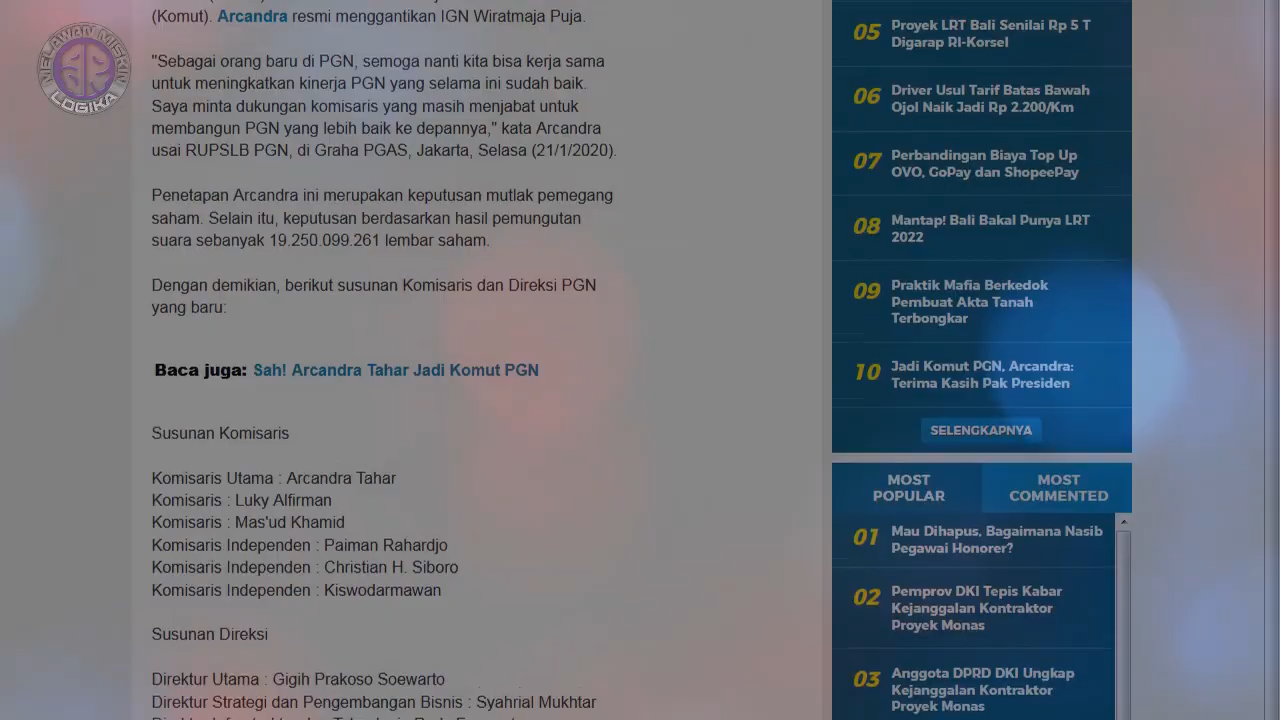 (Komut). Arcandra resmi menggantikan IGN Wiratmaja Puja.
"Sebagai orang baru di PGN, semoga nanti kita bisa kerja sama
untuk meningkatkan kinerja PGN yang selama ini sudah baik.
Saya minta dukungan komisaris yang masih menjabat untuk
membangun PGN yang lebih baik ke depannya," kata Arcandra
usai RUPSLB PGN, di Graha PGAS, Jakarta, Selasa (21/1/2020).
Penetapan Arcandra ini merupakan keputusan mutlak pemegang
saham. Selain itu, keputusan berdasarkan hasil pemungutan
suara sebanyak 19.250.099.261 lembar saham.
Dengan demikian, berikut susunan Komisaris dan Direksi PGN
yang baru:
Baca juga: Sah! Arcandra Tahar Jadi Komut PGN
Susunan Komisaris
Komisaris Utama : Arcandra Tahar
Komisaris : Luky Alfirman
Komisaris : Mas'ud Khamid
Komisaris Independen : Paiman Rahardjo
Komisaris Independen : Christian H. Siboro
Komisaris Independen : Kiswodarmawan
Susunan Direksi
Direktur Utama : Gigih Prakoso Soewarto
Direktur Strategi dan Pengembangan Bisnis : Syahrial Mukhtar
MELAWAN MISKIN
LOGIKA
05 Proyek LRT Bali Senilai Rp 5 T
Digarap RI-Korsel
06 Driver Usul Tarif Batas Bawah
Ojol Naik Jadi Rp 2.200/Km
07 Perbandingan Biaya Top Up
OVO, GoPay dan ShopeePay
08 Mantap! Bali Bakal Punya LRT
2022
09 Praktik Mafia Berkedok
Pembuat Akta Tanah
Terbongkar
10 Jadi Komut PGN, Arcandra:
Terima Kasih Pak Presiden
SELENGKAPNYA
MOST
POPULAR
MOST
COMMENTED
01 Mau Dihapus, Bagaimana Nasib
Pegawai Honorer?
02 Pemprov DKI Tepis Kabar
Kejanggalan Kontraktor
Proyek Monas
03 Anggota DPRD DKI Ungkap
Kejanggalan Kontraktor
Proyek Monas